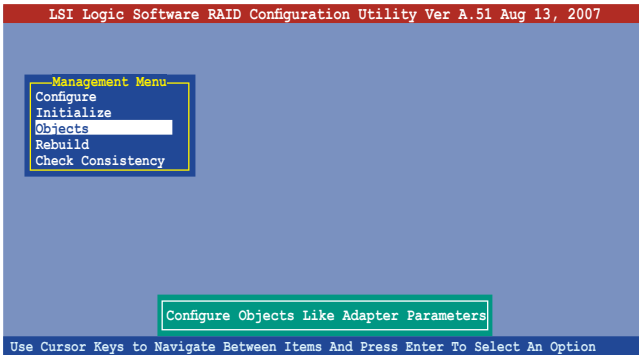 LSI Logic Software RAID Configuration Utility Ver A.51 Aug 13, 2007
Management Menu
Configure
Initialize
Objects
Rebuild
Check Consistency
Configure Objects Like Adapter Parameters
Use Cursor Keys to Navigate Between Items And Press Enter To Select An Option